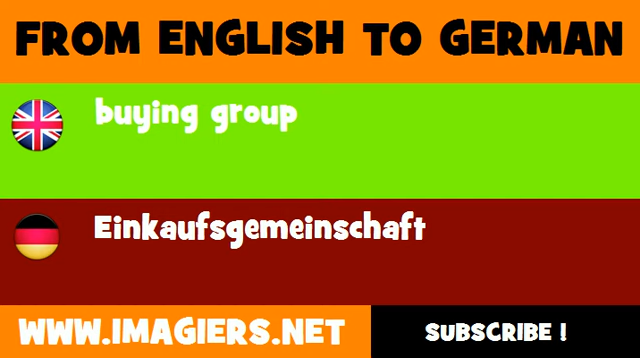 FROM ENGLISH TO GERMAN
buying group
Einkaufsgemeinschaft
WWW.IMAGIERS.NET
SUBSCRIBE !